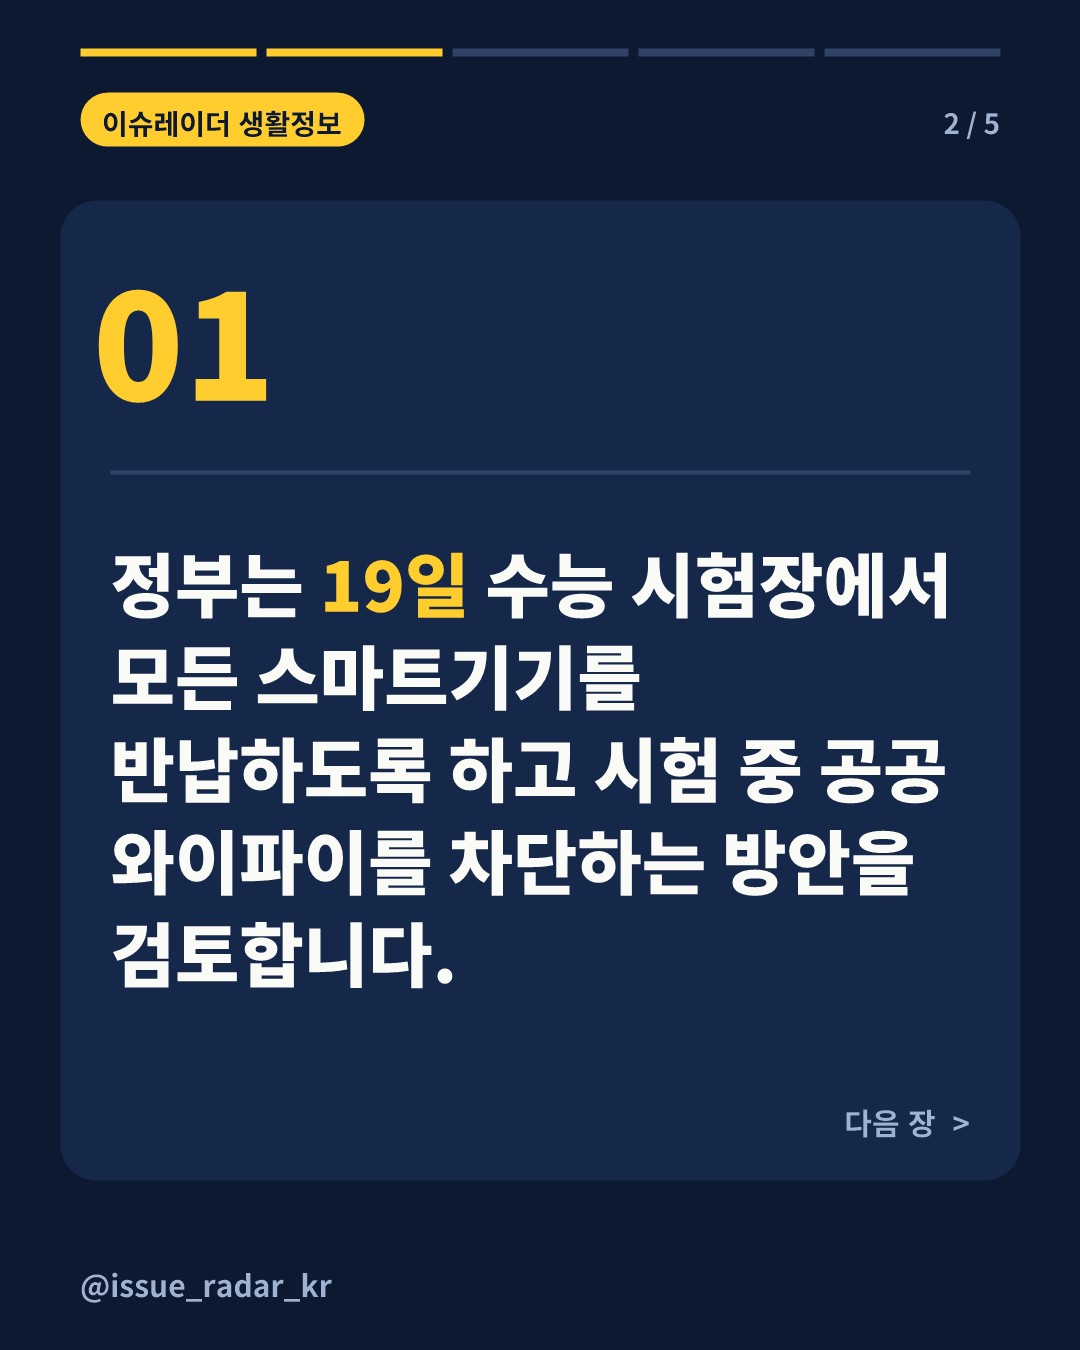 이슈레이더 생활정보
2 / 5
01
정부는 19일 수능 시험장에서
모든 스마트기기를
반납하도록 하고 시험 중 공공
와이파이를 차단하는 방안을
검토합니다.
다음 장 >
@issue_radar_kr